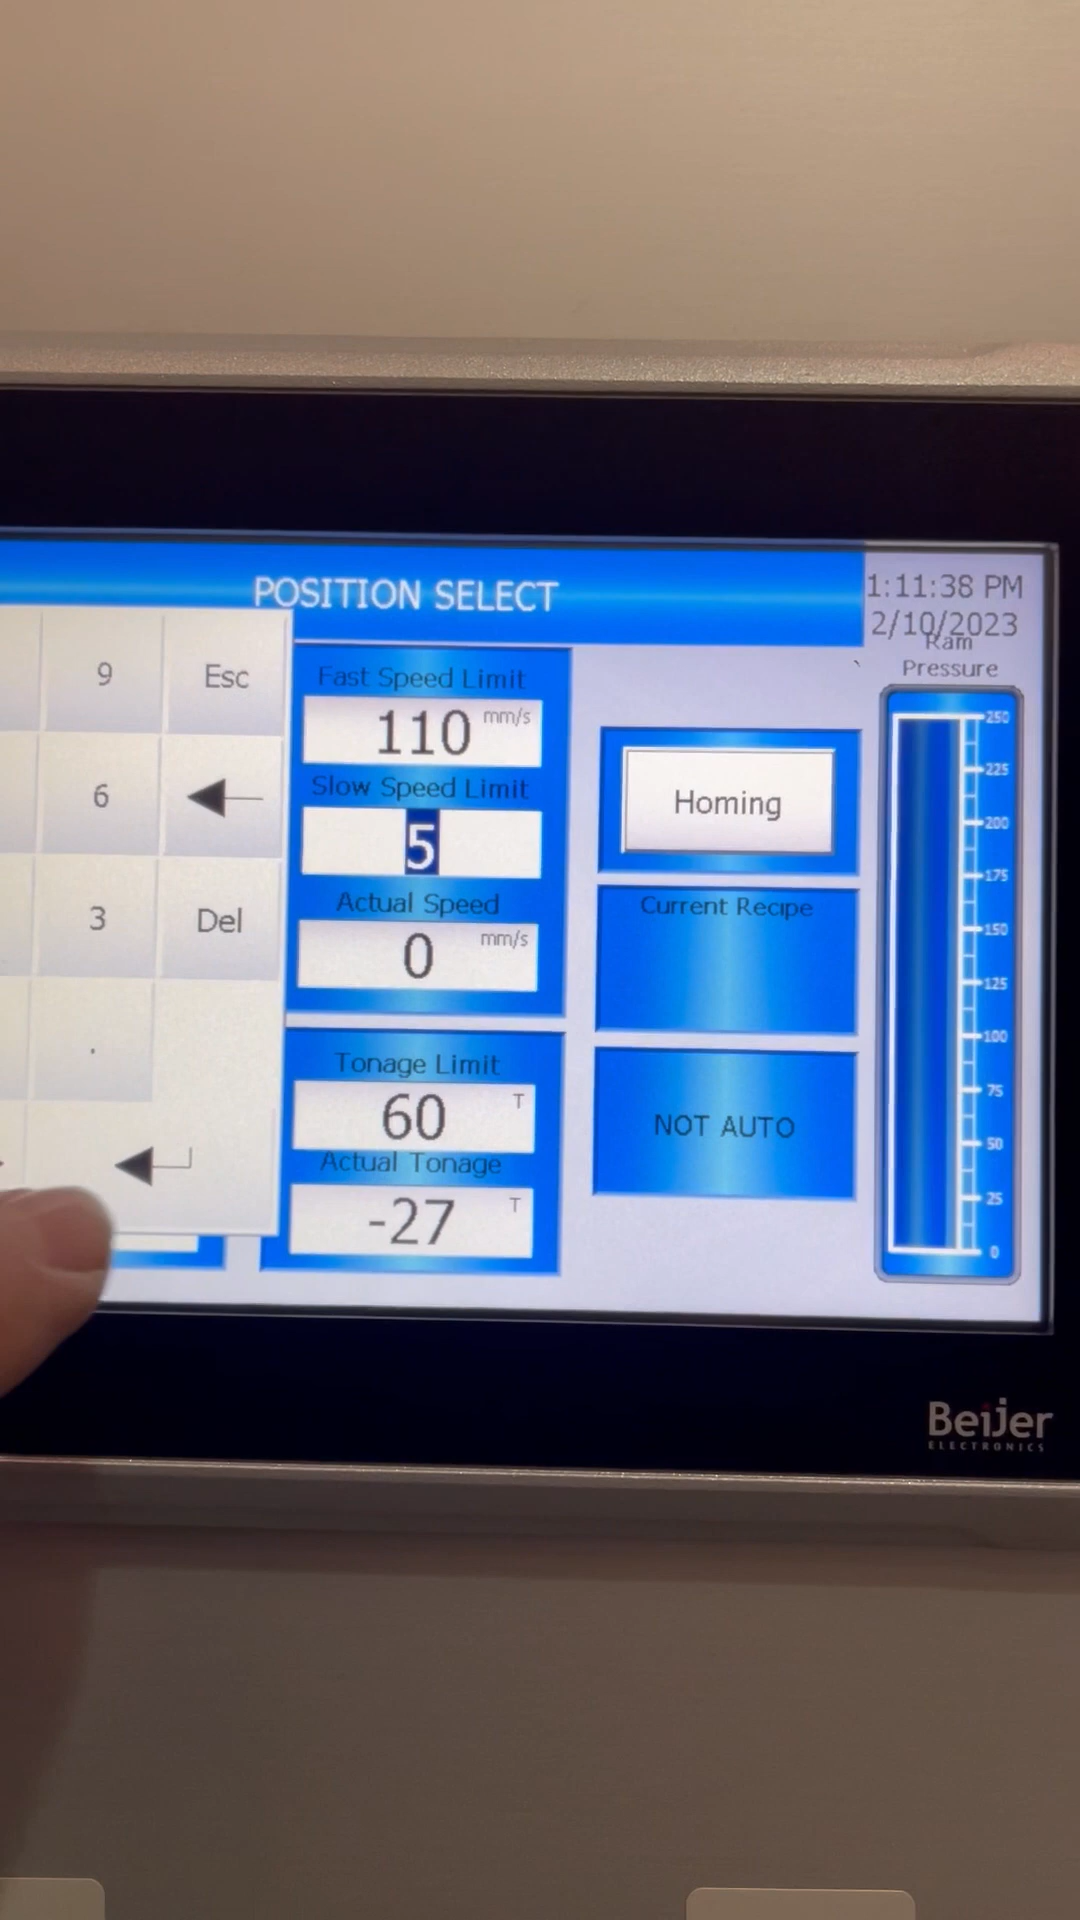 POSITION SELECT
1:11:38 PM
2/10/2023
Ram
Pressure
9
Esc
6
3
Del
.
Fast Speed Limit
110 mm/s
Slow Speed Limit
5
Actual Speed
0 mm/s
Tonage Limit
60 T
Actual Tonage
-27 T
Homing
Current Recipe
NOT AUTO
250
225
200
175
150
125
100
75
50
25
0
Beijer
ELECTRONICS